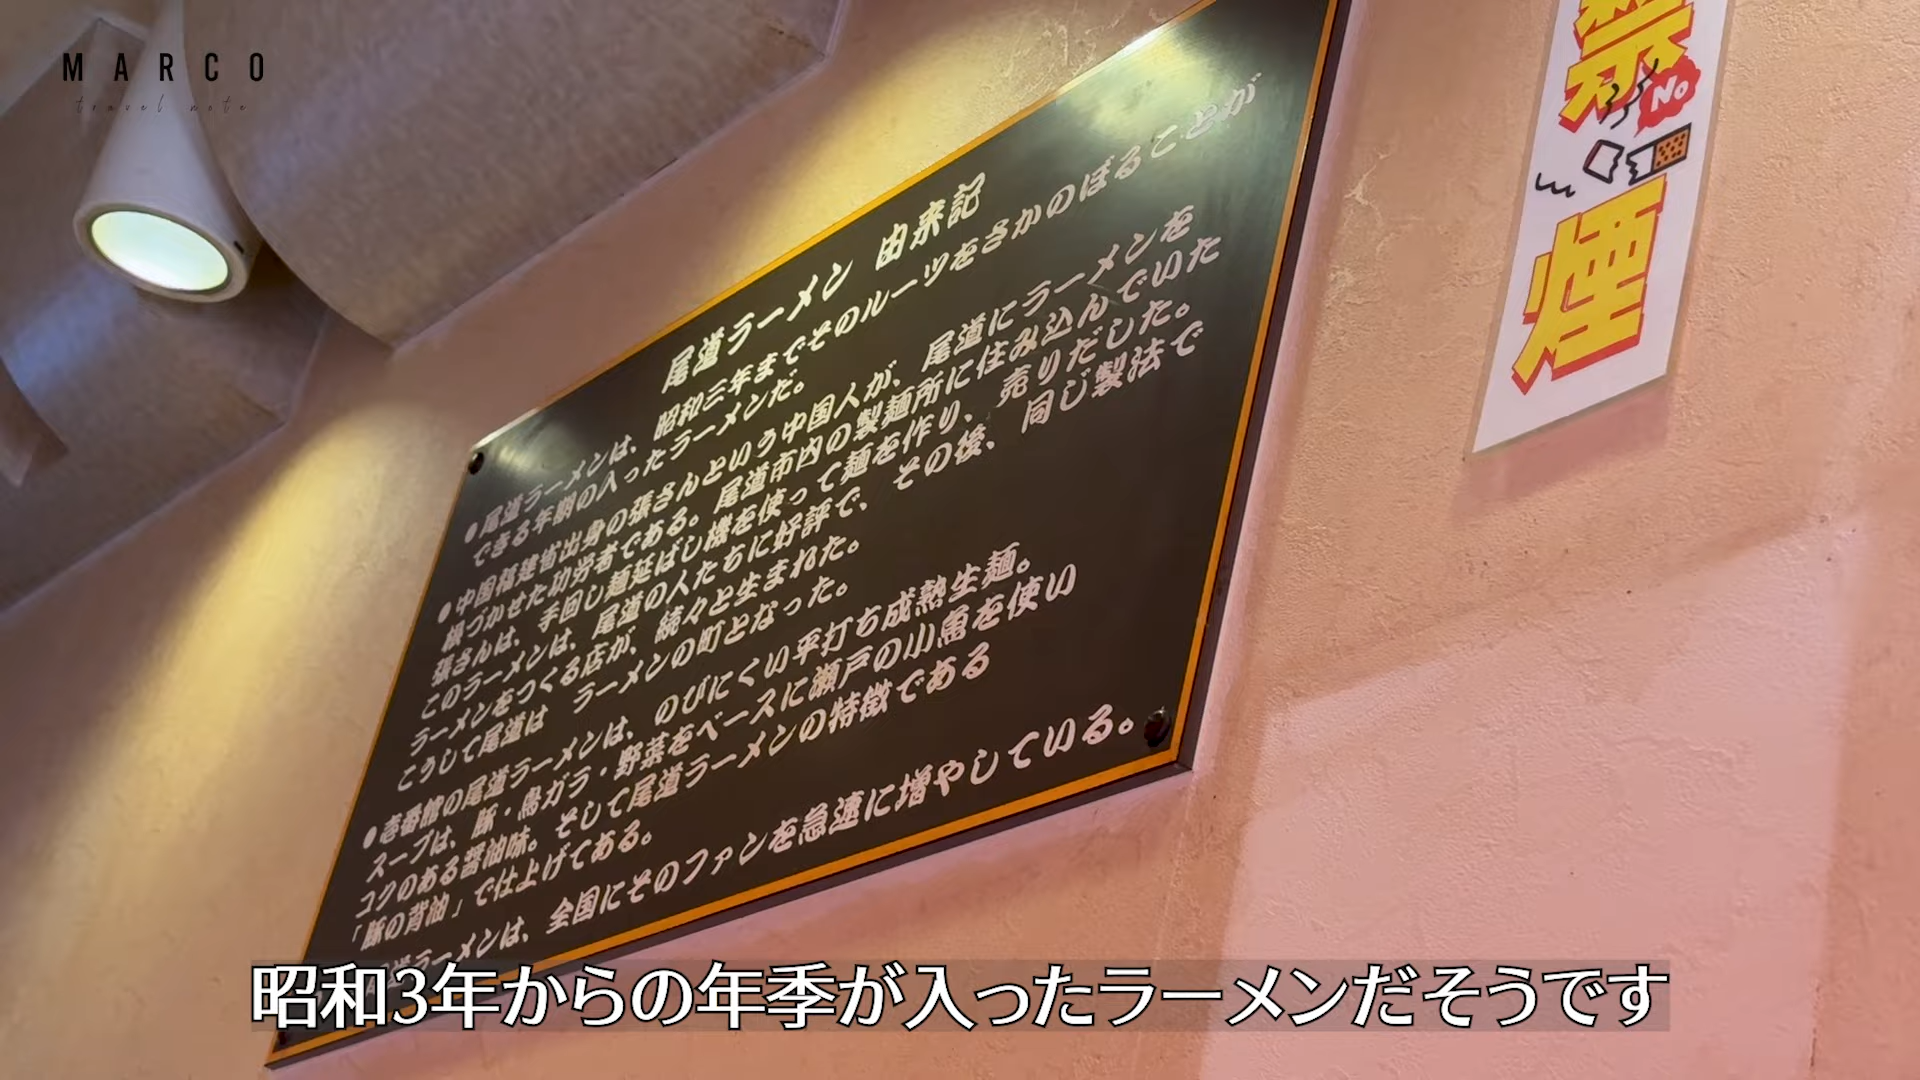 MARCO
travel note
禁
No
煙
尾道ラーメン 由来記
●尾道ラーメンは、昭和三年までそのルーツをさかのぼることが
できる年期の入ったラーメンだ。
●中国福建省出身の張さんという中国人が、尾道にラーメンを
根づかせた功労者である。尾道市内の製麺所に住み込んでいた
張さんは、手回し麺延ばし機を使って麺を作り、売りだした。
このラーメンは、尾道の人たちに好評で、その後、同じ製法で
ラーメンをつくる店が、続々と生まれた。
こうして尾道は ラーメンの町となった。
●壱番館の尾道ラーメンは、のびにくい平打ち成熟生麺。
スープは、豚・鳥ガラ・野菜をベースに瀬戸の小魚を使い
コクのある醤油味。そして尾道ラーメンの特徴である
「豚の背油」で仕上げてある。
ラーメンは、全国にそのファンを急速に増やしている。
昭和3年からの年季が入ったラーメンだそうです